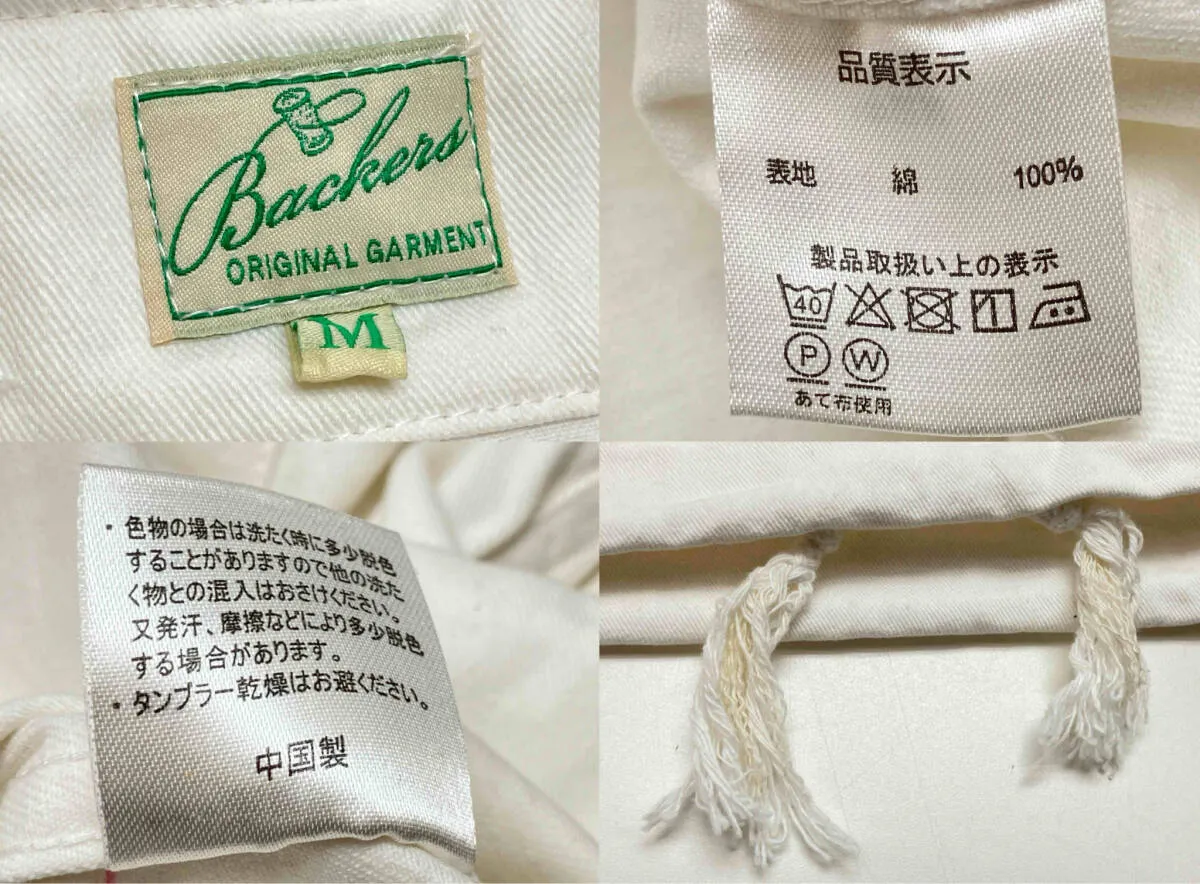 Backers
ORIGINAL GARMENT
M
品質表示
表地 綿 100%
製品取扱い上の表示
40
P W
あて布使用
・色物の場合は洗たく時に多少脱色
することがありますので他の洗た
く物との混入はおさけください。
又発汗、摩擦などにより多少脱色
する場合があります。
・タンブラー乾燥はお避ください。
中国製